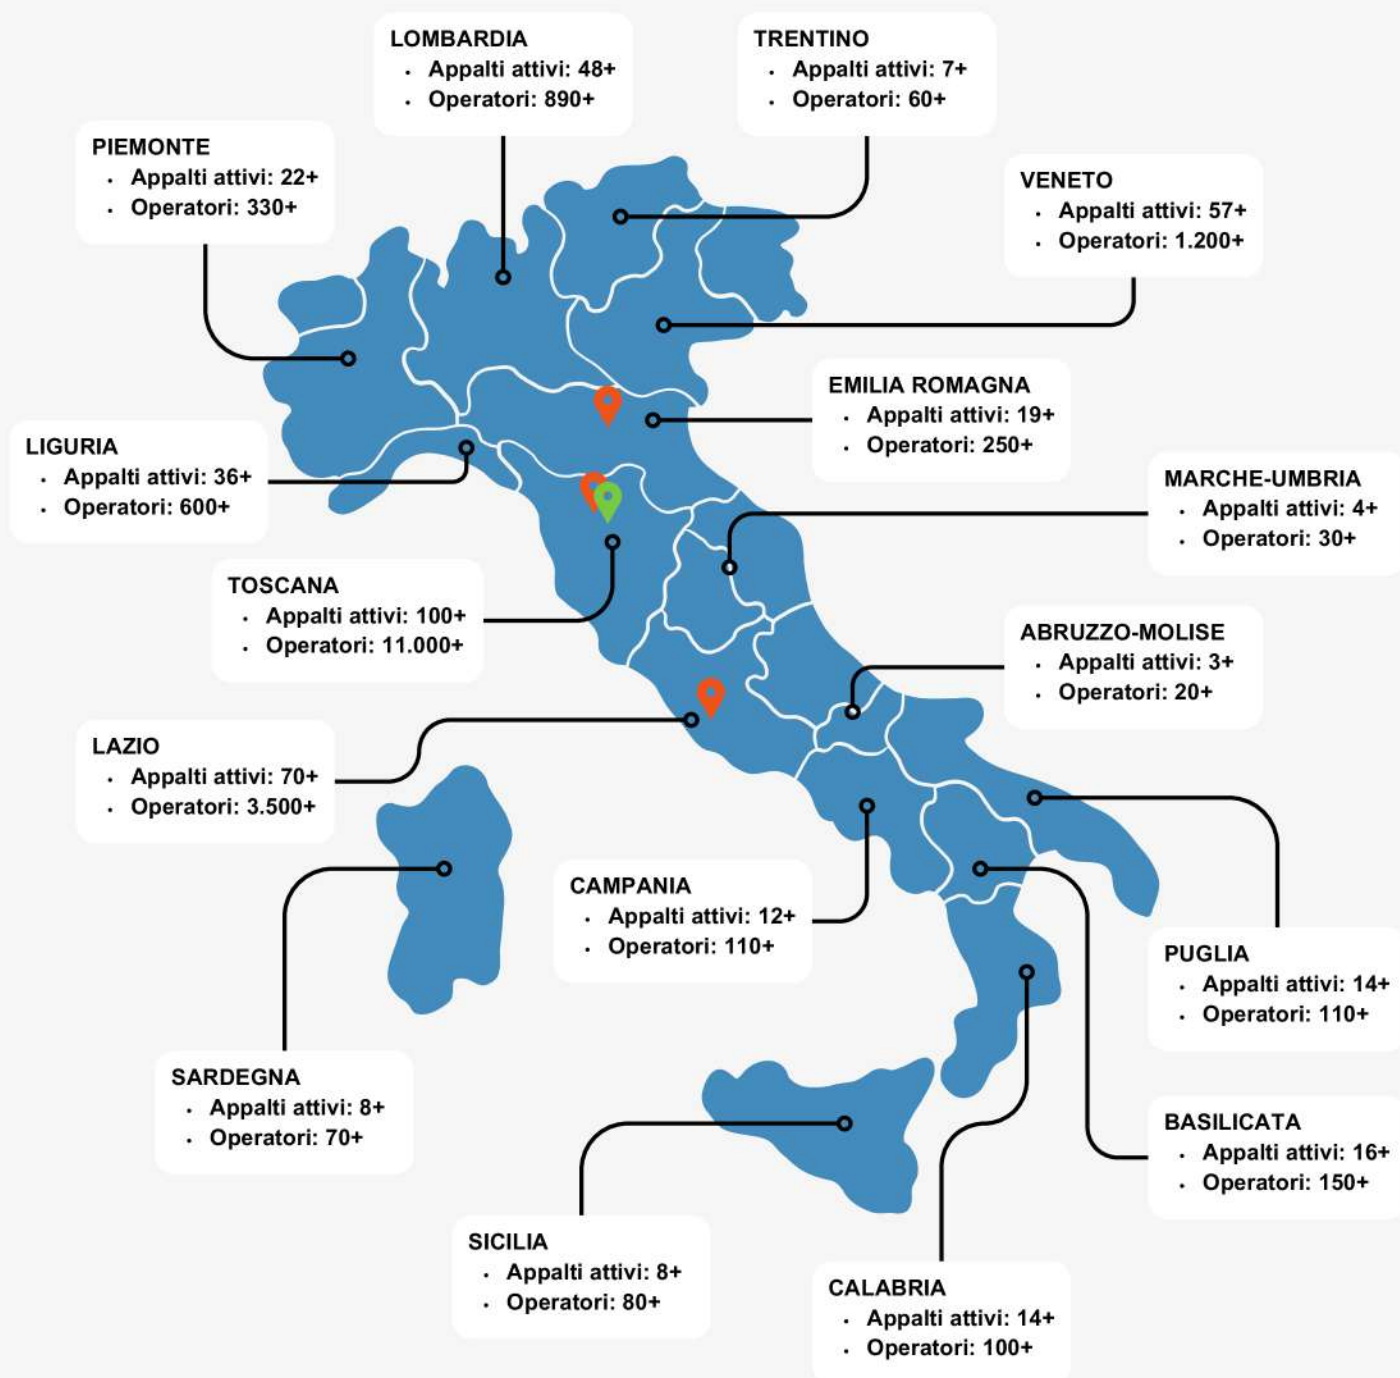 LOMBARDIA
· Appalti attivi: 48+
· Operatori: 890+
TRENTINO
· Appalti attivi: 7+
· Operatori: 60+
PIEMONTE
· Appalti attivi: 22+
· Operatori: 330+
VENETO
· Appalti attivi: 57+
· Operatori: 1.200+
EMILIA ROMAGNA
· Appalti attivi: 19+
· Operatori: 250+
LIGURIA
· Appalti attivi: 36+
· Operatori: 600+
MARCHE-UMBRIA
· Appalti attivi: 4+
· Operatori: 30+
TOSCANA
· Appalti attivi: 100+
· Operatori: 11.000+
ABRUZZO-MOLISE
· Appalti attivi: 3+
· Operatori: 20+
LAZIO
· Appalti attivi: 70+
· Operatori: 3.500+
CAMPANIA
· Appalti attivi: 12+
· Operatori: 110+
PUGLIA
· Appalti attivi: 14+
· Operatori: 110+
SARDEGNA
· Appalti attivi: 8+
· Operatori: 70+
BASILICATA
· Appalti attivi: 16+
· Operatori: 150+
SICILIA
· Appalti attivi: 8+
· Operatori: 80+
CALABRIA
· Appalti attivi: 14+
· Operatori: 100+